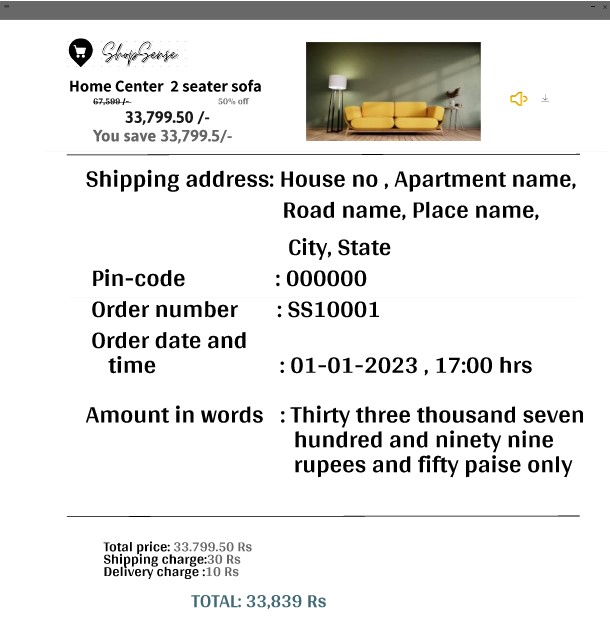 ShopSense
Home Center 2 seater sofa
67,599 /-
50% off
33,799.50 /-
You save 33,799.5/-
Shipping address: House no , Apartment name,
Road name, Place name,
City, State
Pin-code : 000000
Order number : SS10001
Order date and
time : 01-01-2023 , 17:00 hrs
Amount in words : Thirty three thousand seven
hundred and ninety nine
rupees and fifty paise only
Total price: 33.799.50 Rs
Shipping charge:30 Rs
Delivery charge :10 Rs
TOTAL: 33,839 Rs